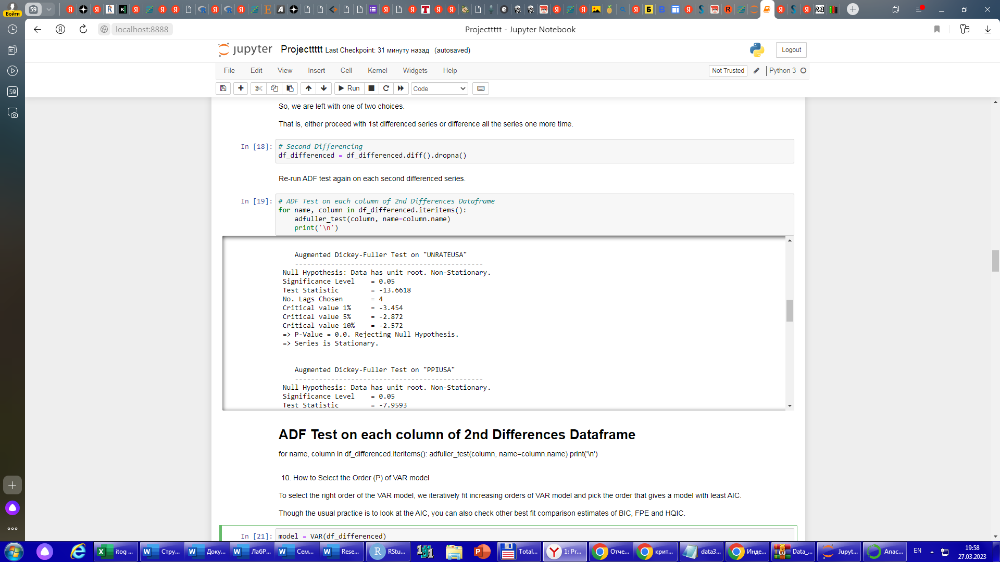 Войти
59
localhost:8888
Projecttttt - Jupyter Notebook
jupyter Projecttttt Last Checkpoint: 31 минуту назад (autosaved)
Logout
File Edit View Insert Cell Kernel Widgets Help
Not Trusted
Python 3
Run
Code
59
So, we are left with one of two choices.
That is, either proceed with 1st differenced series or difference all the series one more time.
In [18]: # Second Differencing
df_differenced = df_differenced.diff().dropna()
Re-run ADF test again on each second differenced series.
In [19]: # ADF Test on each column of 2nd Differences Dataframe
for name, column in df_differenced.iteritems():
    adfuller_test(column, name=column.name)
    print('\n')
Augmented Dickey-Fuller Test on "UNRATEUSA"
-----------------------------------------------
Null Hypothesis: Data has unit root. Non-Stationary.
Significance Level    = 0.05
Test Statistic        = -13.6618
No. Lags Chosen       = 4
Critical value 1%     = -3.454
Critical value 5%     = -2.872
Critical value 10%    = -2.572
=> P-Value = 0.0. Rejecting Null Hypothesis.
=> Series is Stationary.
Augmented Dickey-Fuller Test on "PPIUSA"
-----------------------------------------------
Null Hypothesis: Data has unit root. Non-Stationary.
Significance Level    = 0.05
Test Statistic        = -7.9593
ADF Test on each column of 2nd Differences Dataframe
for name, column in df_differenced.iteritems(): adfuller_test(column, name=column.name) print('\n')
10. How to Select the Order (P) of VAR model
To select the right order of the VAR model, we iteratively fit increasing orders of VAR model and pick the order that gives a model with least AIC.
Though the usual practice is to look at the AIC, you can also check other best fit comparison estimates of BIC, FPE and HQIC.
In [21]: model = VAR(df_differenced)
itog ...
Стру...
Доку...
ЛабР...
Сем...
Rese...
RStu...
Total...
1: Pr...
Отче...
крит...
data3...
Инде...
Data_...
Jupyt...
Anac...
EN
19:58
27.03.2023